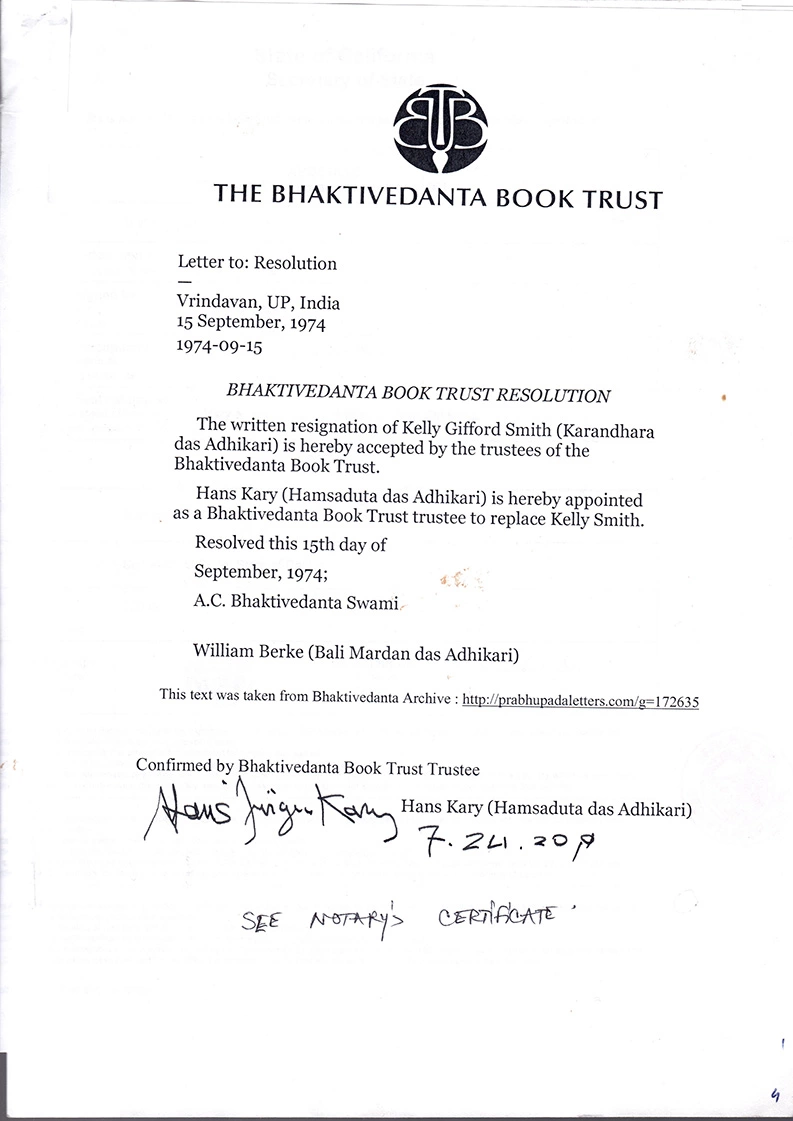 BTB
THE BHAKTIVEDANTA BOOK TRUST
Letter to: Resolution
—
Vrindavan, UP, India
15 September, 1974
1974-09-15
BHAKTIVEDANTA BOOK TRUST RESOLUTION
The written resignation of Kelly Gifford Smith (Karandhara
das Adhikari) is hereby accepted by the trustees of the
Bhaktivedanta Book Trust.
Hans Kary (Hamsaduta das Adhikari) is hereby appointed
as a Bhaktivedanta Book Trust trustee to replace Kelly Smith.
Resolved this 15th day of
September, 1974;
A.C. Bhaktivedanta Swami
William Berke (Bali Mardan das Adhikari)
This text was taken from Bhaktivedanta Archive : http://prabhupadaletters.com/g=172635
Confirmed by Bhaktivedanta Book Trust Trustee
Hans Jürgen Kary Hans Kary (Hamsaduta das Adhikari)
7. 24.
SEE NOTARY'S CERTIFICATE